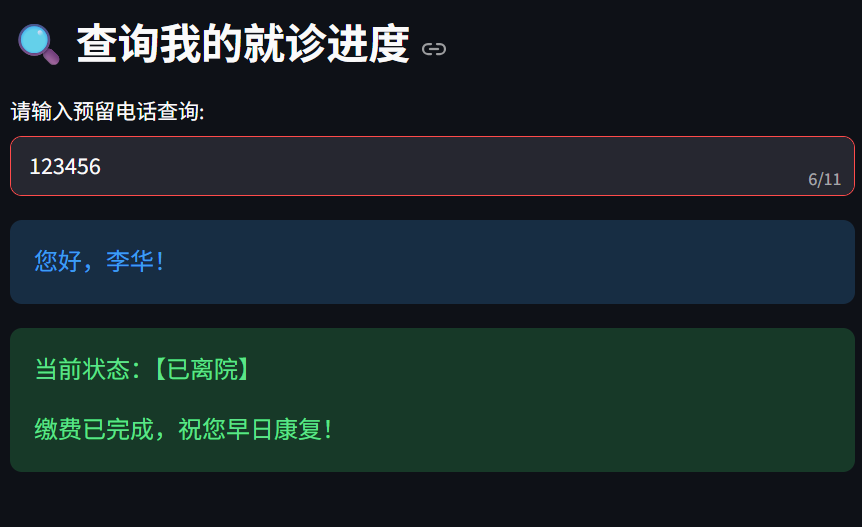 查询我的就诊进度
请输入预留电话查询:
123456
6/11
您好，李华！
当前状态：【已离院】
缴费已完成，祝您早日康复！